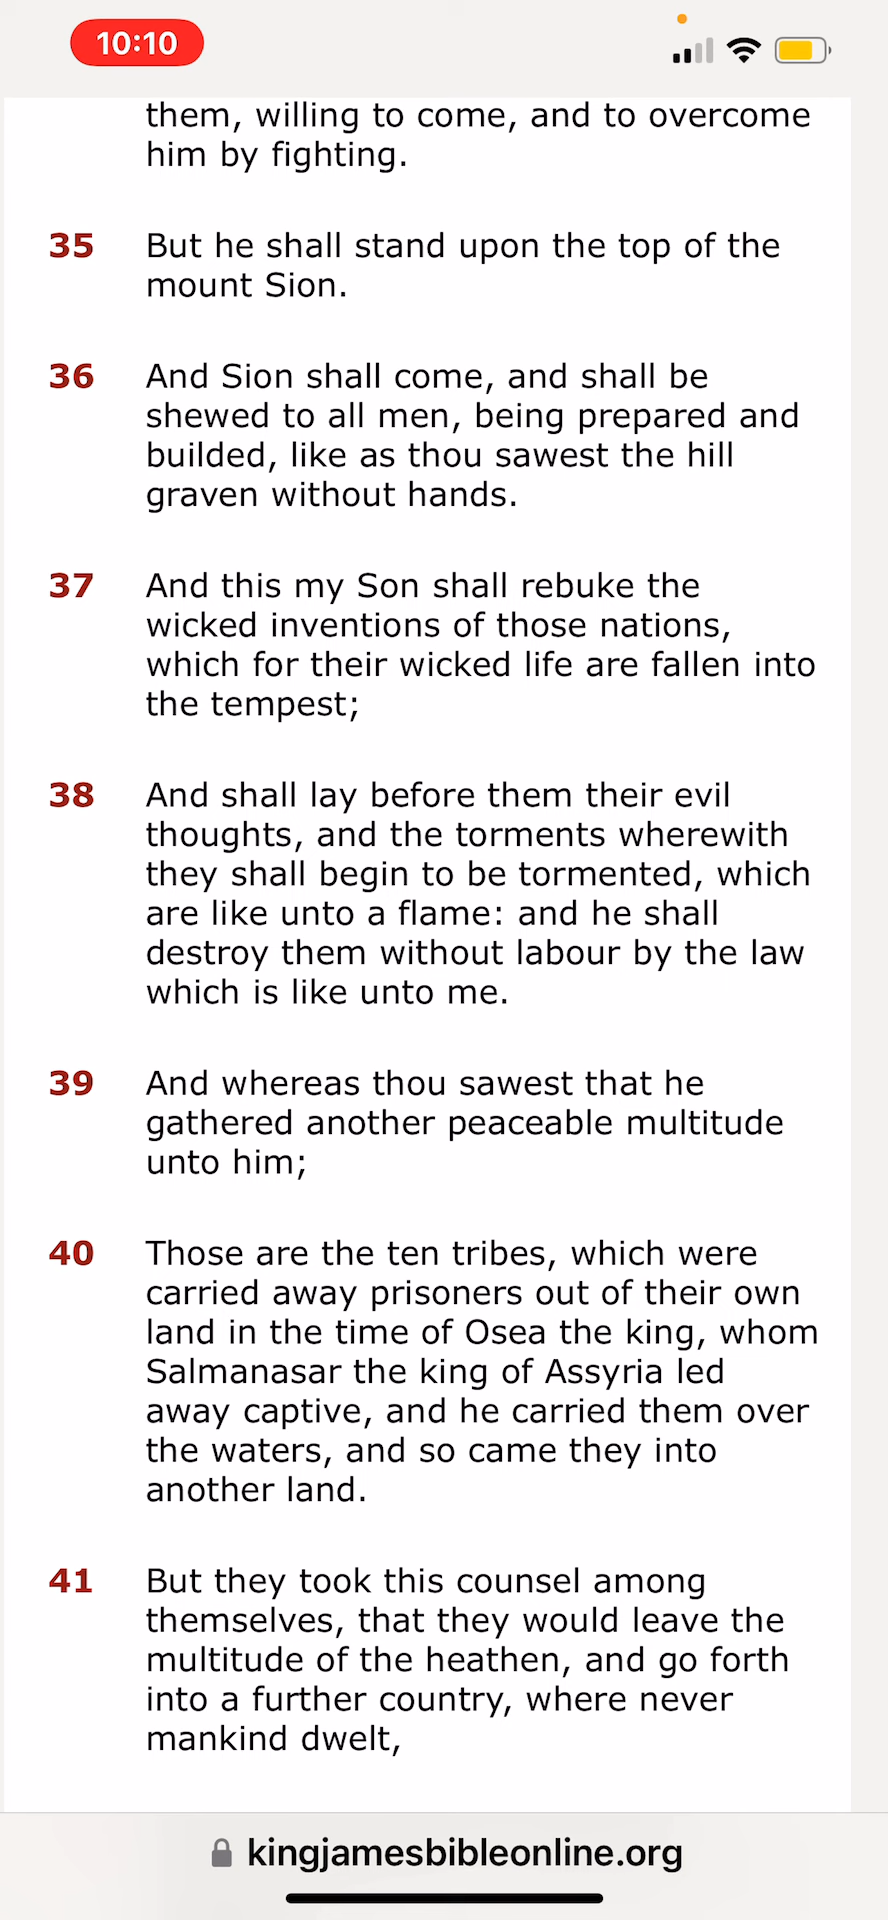 10:10
them, willing to come, and to overcome
him by fighting.
35 But he shall stand upon the top of the
mount Sion.
36 And Sion shall come, and shall be
shewed to all men, being prepared and
builded, like as thou sawest the hill
graven without hands.
37 And this my Son shall rebuke the
wicked inventions of those nations,
which for their wicked life are fallen into
the tempest;
38 And shall lay before them their evil
thoughts, and the torments wherewith
they shall begin to be tormented, which
are like unto a flame: and he shall
destroy them without labour by the law
which is like unto me.
39 And whereas thou sawest that he
gathered another peaceable multitude
unto him;
40 Those are the ten tribes, which were
carried away prisoners out of their own
land in the time of Osea the king, whom
Salmanasar the king of Assyria led
away captive, and he carried them over
the waters, and so came they into
another land.
41 But they took this counsel among
themselves, that they would leave the
multitude of the heathen, and go forth
into a further country, where never
mankind dwelt,
kingjamesbibleonline.org